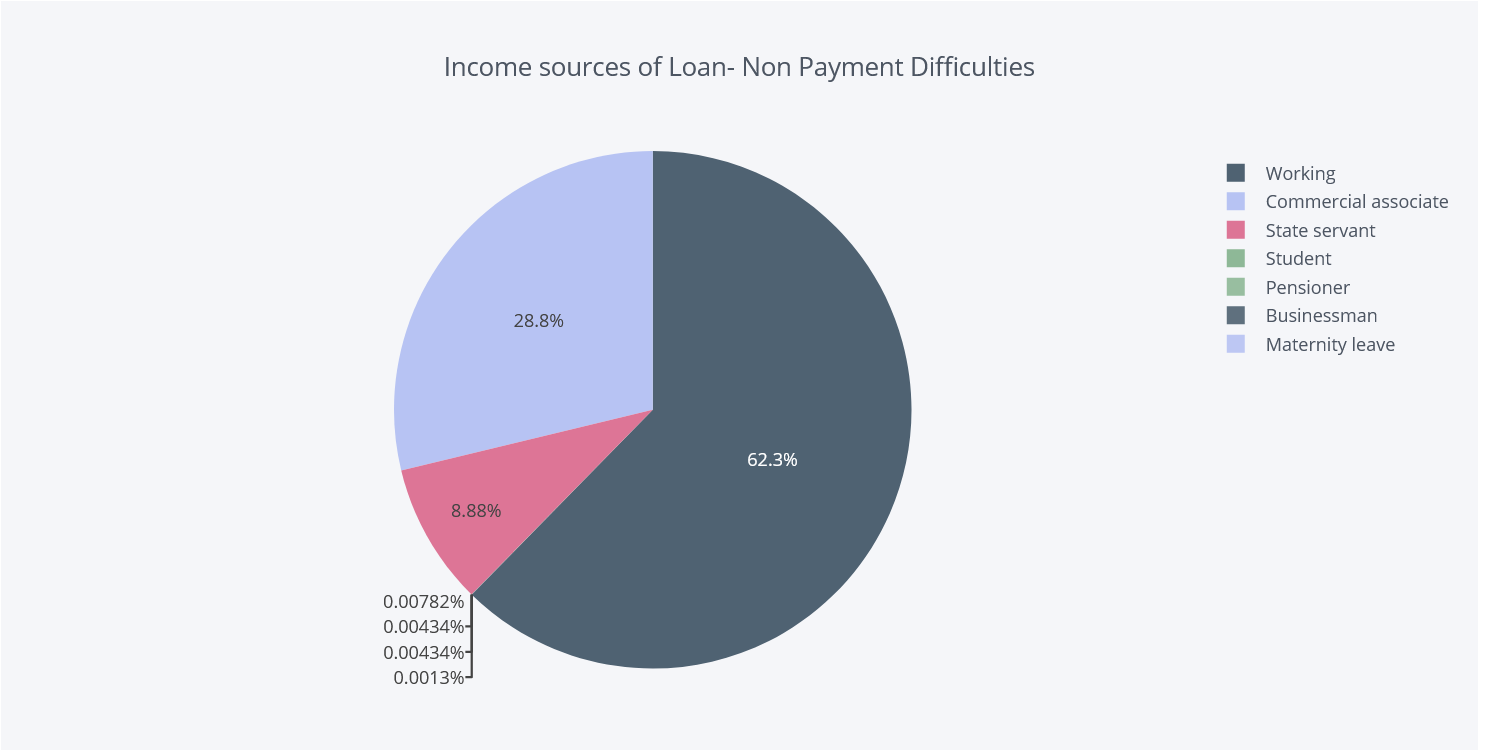 Income sources of Loan- Non Payment Difficulties
28.8%
62.3%
8.88%
0.00782%
0.00434%
0.00434%
0.0013%
Working
Commercial associate
State servant
Student
Pensioner
Businessman
Maternity leave